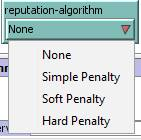 reputation-algorithm
None
None
Simple Penalty
Soft Penalty
Hard Penalty